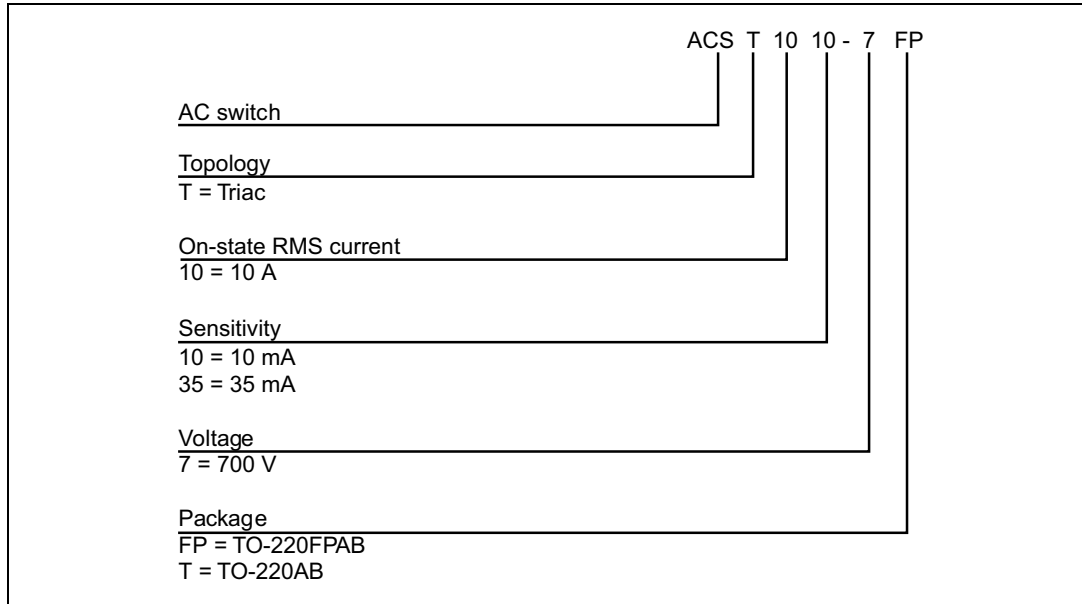 ACS T 10 10 - 7 FP
AC switch
Topology
T = Triac
On-state RMS current
10 = 10 A
Sensitivity
10 = 10 mA
35 = 35 mA
Voltage
7 = 700 V
Package
FP = TO-220FPAB
T = TO-220AB